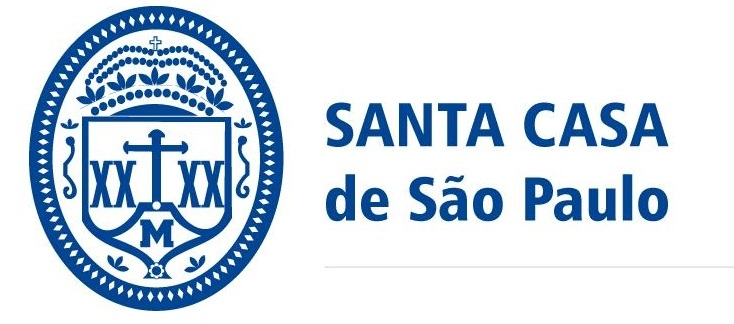 XX XX
M
SANTA CASA
de São Paulo